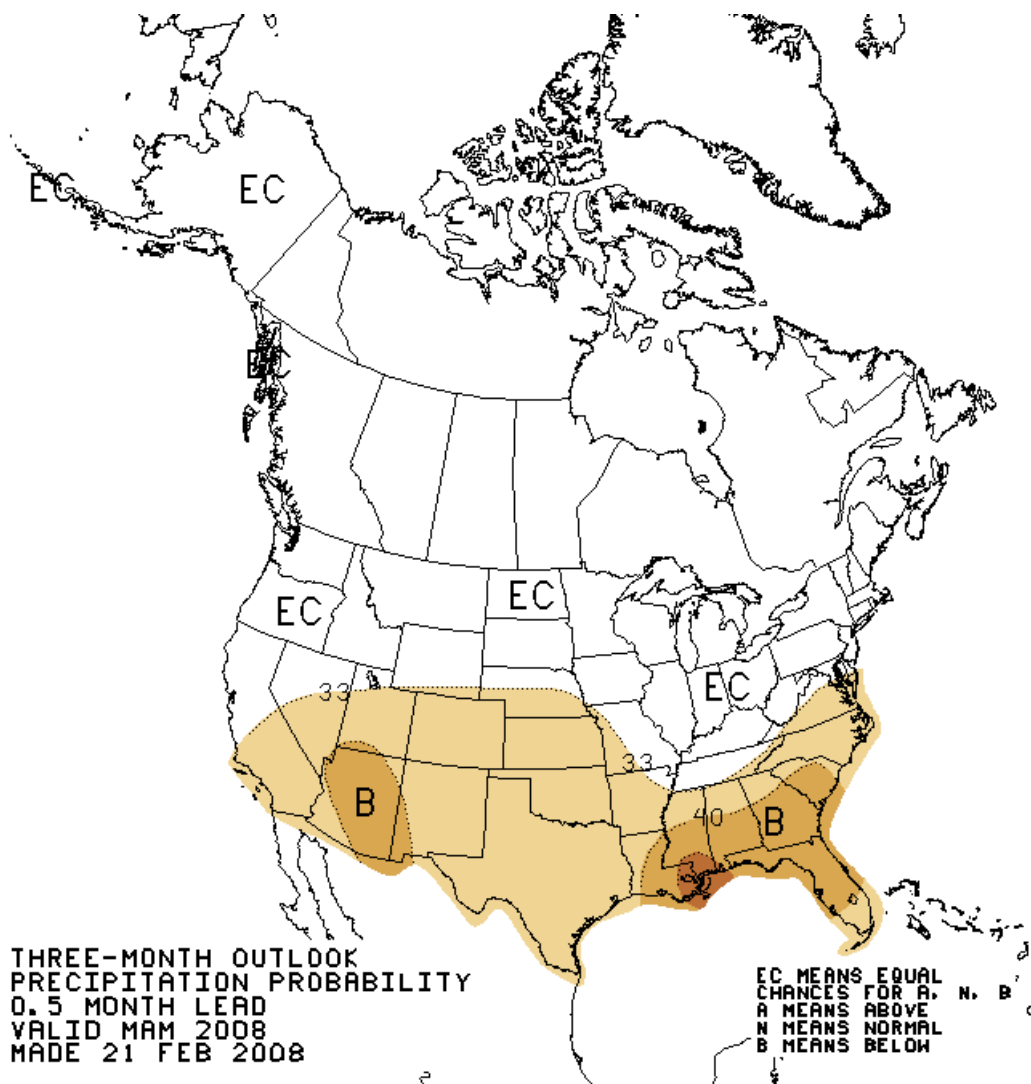 EC
EC
EC
EC
EC
EC
33
33
B
40
B
THREE-MONTH OUTLOOK
PRECIPITATION PROBABILITY
0.5 MONTH LEAD
VALID MAM 2008
MADE 21 FEB 2008
EC MEANS EQUAL
CHANCES FOR A, N, B
A MEANS ABOVE
N MEANS NORMAL
B MEANS BELOW